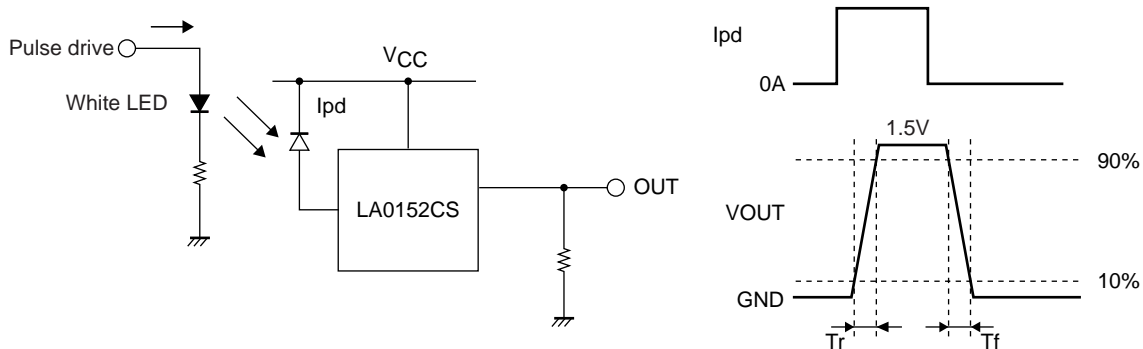 Pulse drive
White LED
VCC
Ipd
LA0152CS
OUT
Ipd
0A
1.5V
90%
VOUT
10%
GND
Tr
Tf